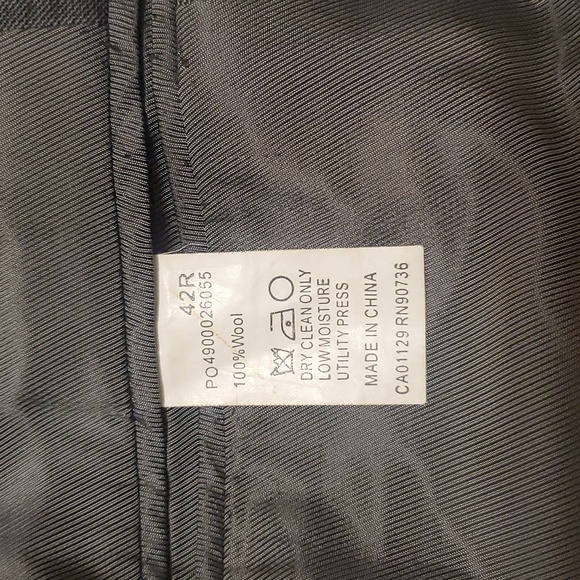 42R
PO4900026055
100%Wool
DRY CLEAN ONLY
LOW MOISTURE
UTILITY PRESS
MADE IN CHINA
CA01129 RN90736